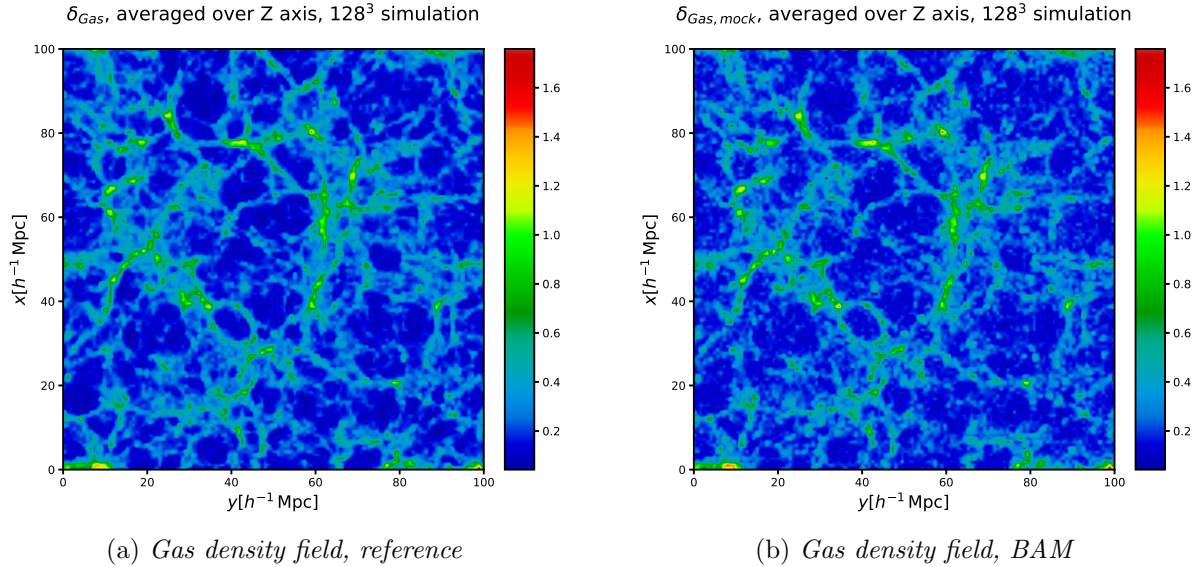 δ_Gas, averaged over Z axis, 128³ simulation
100
80
60
40
20
0
x[h⁻¹ Mpc]
0 20 40 60 80 100
y[h⁻¹ Mpc]
1.6
1.4
1.2
1.0
0.8
0.6
0.4
0.2
(a) Gas density field, reference
δ_Gas, mock, averaged over Z axis, 128³ simulation
100
80
60
40
20
0
x[h⁻¹ Mpc]
0 20 40 60 80 100
y[h⁻¹ Mpc]
1.6
1.4
1.2
1.0
0.8
0.6
0.4
0.2
(b) Gas density field, BAM